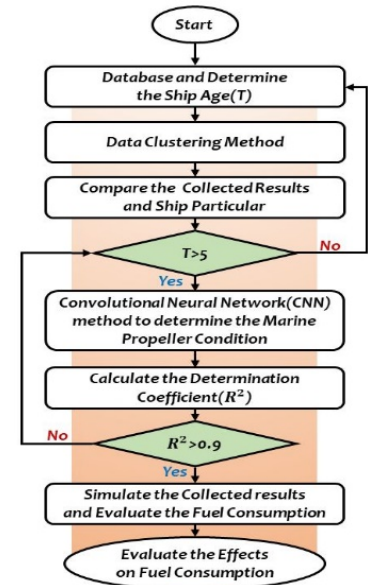 Start
Database and Determine
the Ship Age(T)
Data Clustering Method
Compare the Collected Results
and Ship Particular
T>5
No
Yes
Convolutional Neural Network(CNN)
method to determine the Marine
Propeller Condition
Calculate the Determination
Coefficient(R²)
No
R²>0.9
Yes
Simulate the Collected results
and Evaluate the Fuel Consumption
Evaluate the Effects
on Fuel Consumption